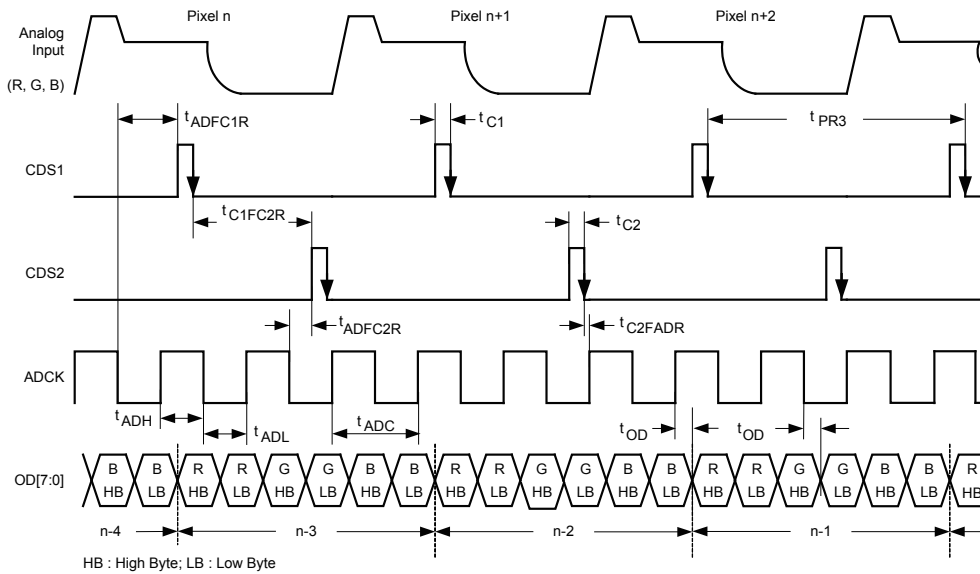 Pixel n
Pixel n+1
Pixel n+2
Analog
Input
(R, G, B)
tADFC1R
tC1
tPR3
CDS1
tC1FC2R
tC2
CDS2
tADFC2R
tC2FADR
ADCK
tADH
tADL
tADC
tOD
tOD
OD[7:0]
B B R R G G B B R R G G B B R R G G B B R
HB LB HB LB HB LB HB LB HB LB HB LB HB LB HB LB HB LB HB LB HB
n-4 n-3 n-2 n-1
HB : High Byte; LB : Low Byte